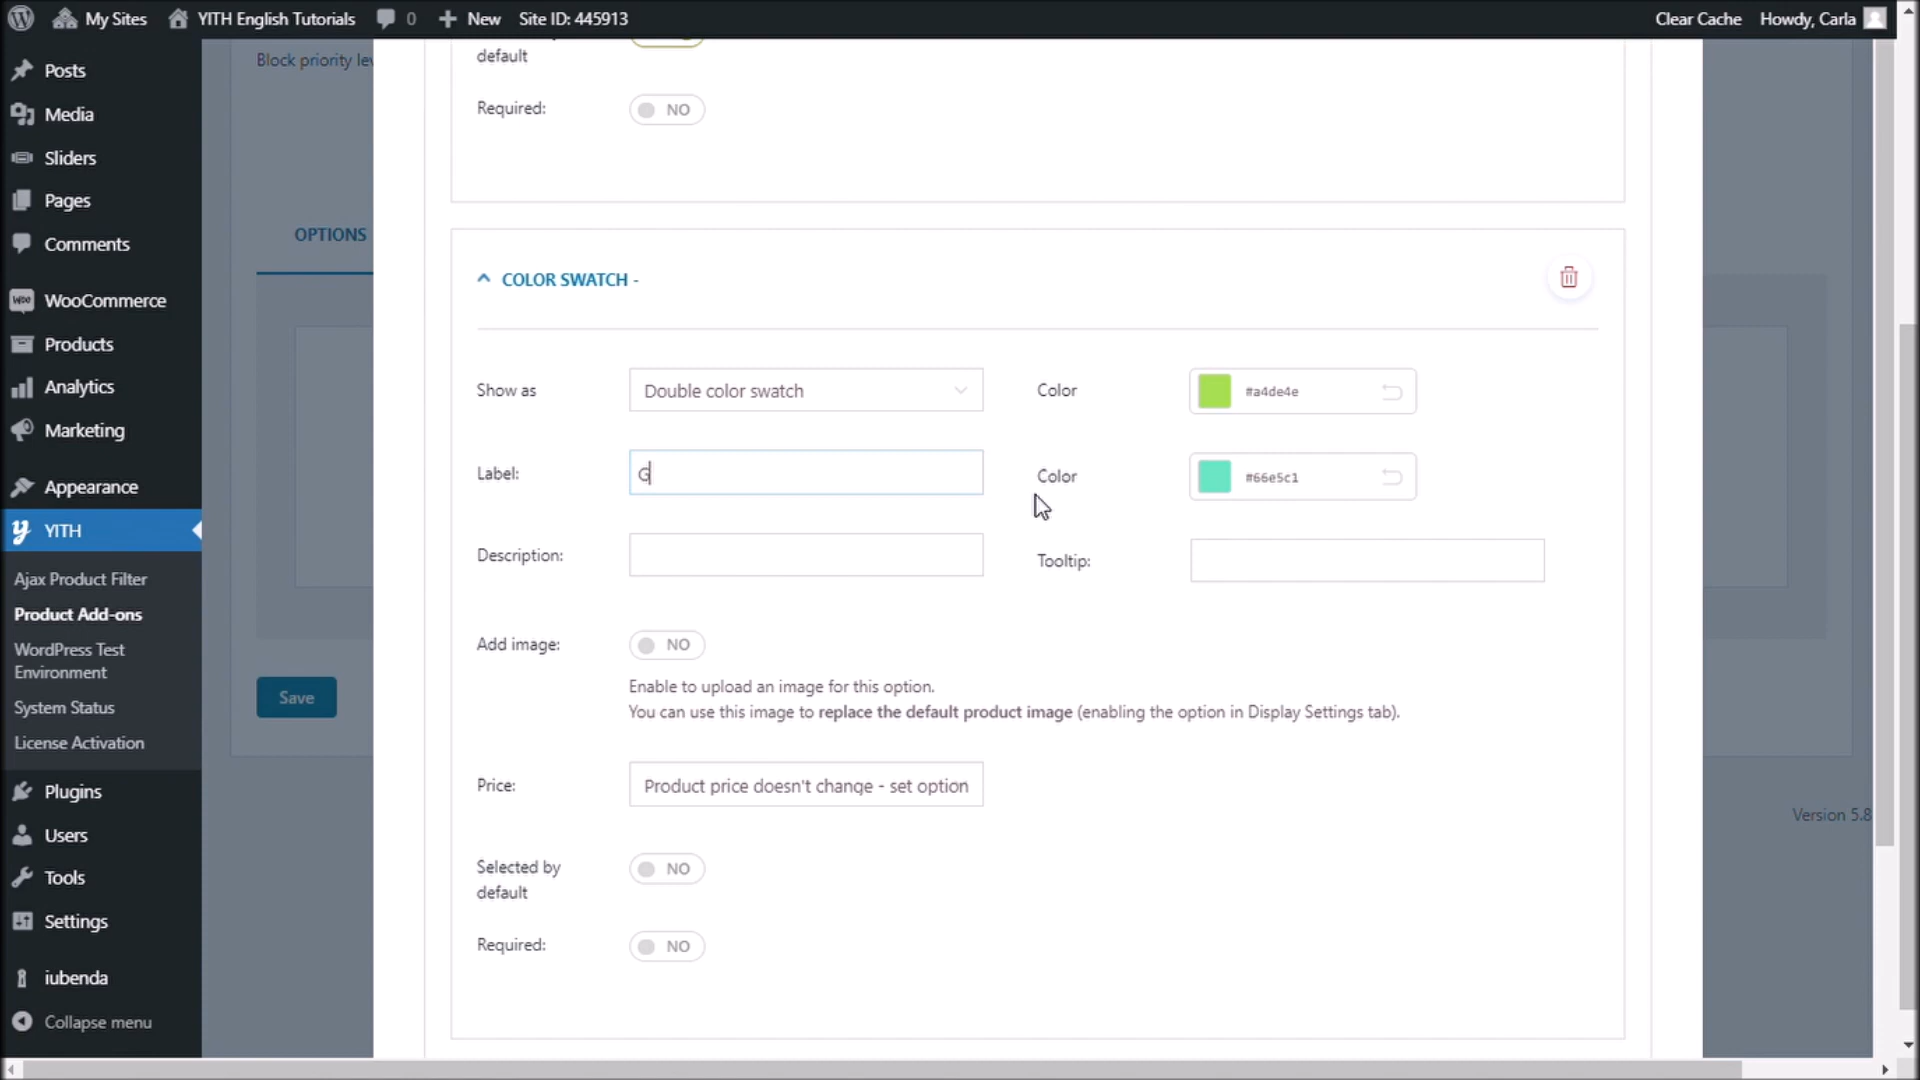 My Sites
YITH English Tutorials
0
New
Site ID: 445913
Clear Cache
Howdy, Carla
Posts
Media
Sliders
Pages
Comments
WooCommerce
Products
Analytics
Marketing
Appearance
YITH
Ajax Product Filter
Product Add-ons
WordPress Test
Environment
System Status
License Activation
Plugins
Users
Tools
Settings
iubenda
Collapse menu
Block priority
OPTIONS
Save
default
Required:
NO
COLOR SWATCH -
Show as
Double color swatch
Color
#a4de4e
Label:
G
Color
#66e5c1
Description:
Tooltip:
Add image:
NO
Enable to upload an image for this option.
You can use this image to replace the default product image (enabling the option in Display Settings tab).
Price:
Product price doesn't change - set option
Selected by
default
NO
Required:
NO
Version 5.8